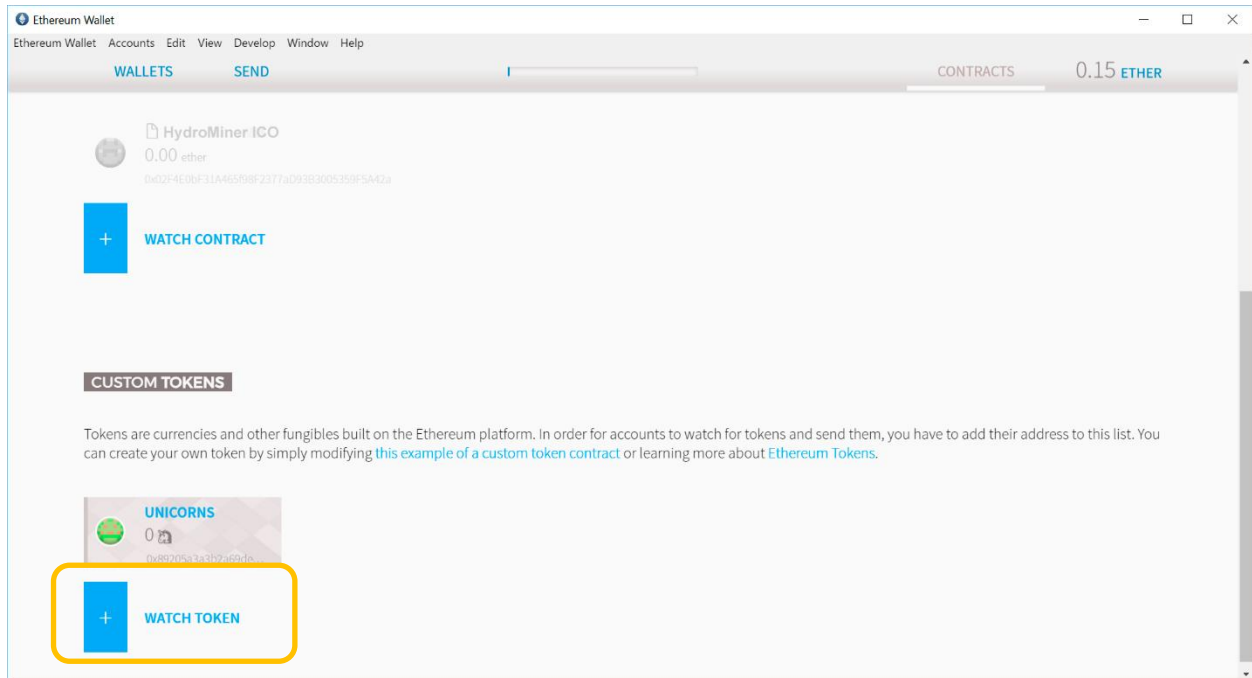 Ethereum Wallet
Ethereum Wallet Accounts Edit View Develop Window Help
WALLETS SEND CONTRACTS 0.15 ETHER
HydroMiner ICO
0.00 ether
+ WATCH CONTRACT
CUSTOM TOKENS
Tokens are currencies and other fungibles built on the Ethereum platform. In order for accounts to watch for tokens and send them, you have to add their address to this list. You
can create your own token by simply modifying this example of a custom token contract or learning more about Ethereum Tokens.
UNICORNS
0
0x89205a3a3b2a69de...
+ WATCH TOKEN